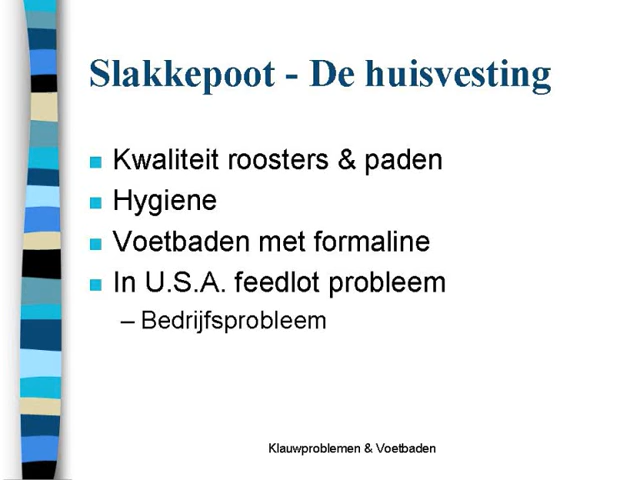 Slakkepoot - De huisvesting
Kwaliteit roosters & paden
Hygiene
Voetbaden met formaline
In U.S.A. feedlot probleem
– Bedrijfsprobleem
Klauwproblemen & Voetbaden